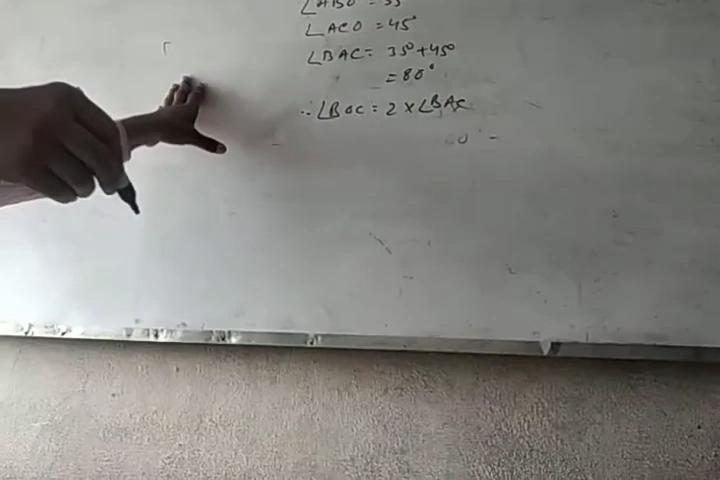 ∠ABO = 35
∠ACO = 45°
∠BAC = 35° + 45°
= 80°
∴ ∠BOC = 2 × ∠BAC